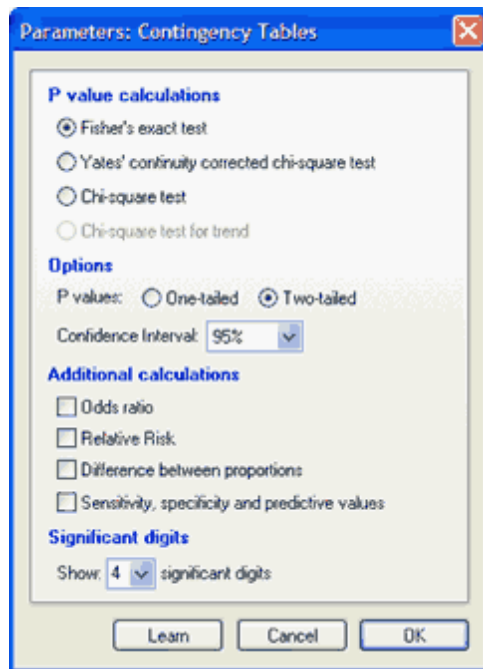 Parameters: Contingency Tables
P value calculations
Fisher's exact test
Yates' continuity corrected chi-square test
Chi-square test
Chi-square test for trend
Options
P values: One-tailed Two-tailed
Confidence Interval: 95%
Additional calculations
Odds ratio
Relative Risk
Difference between proportions
Sensitivity, specificity and predictive values
Significant digits
Show: 4 significant digits
Learn Cancel OK